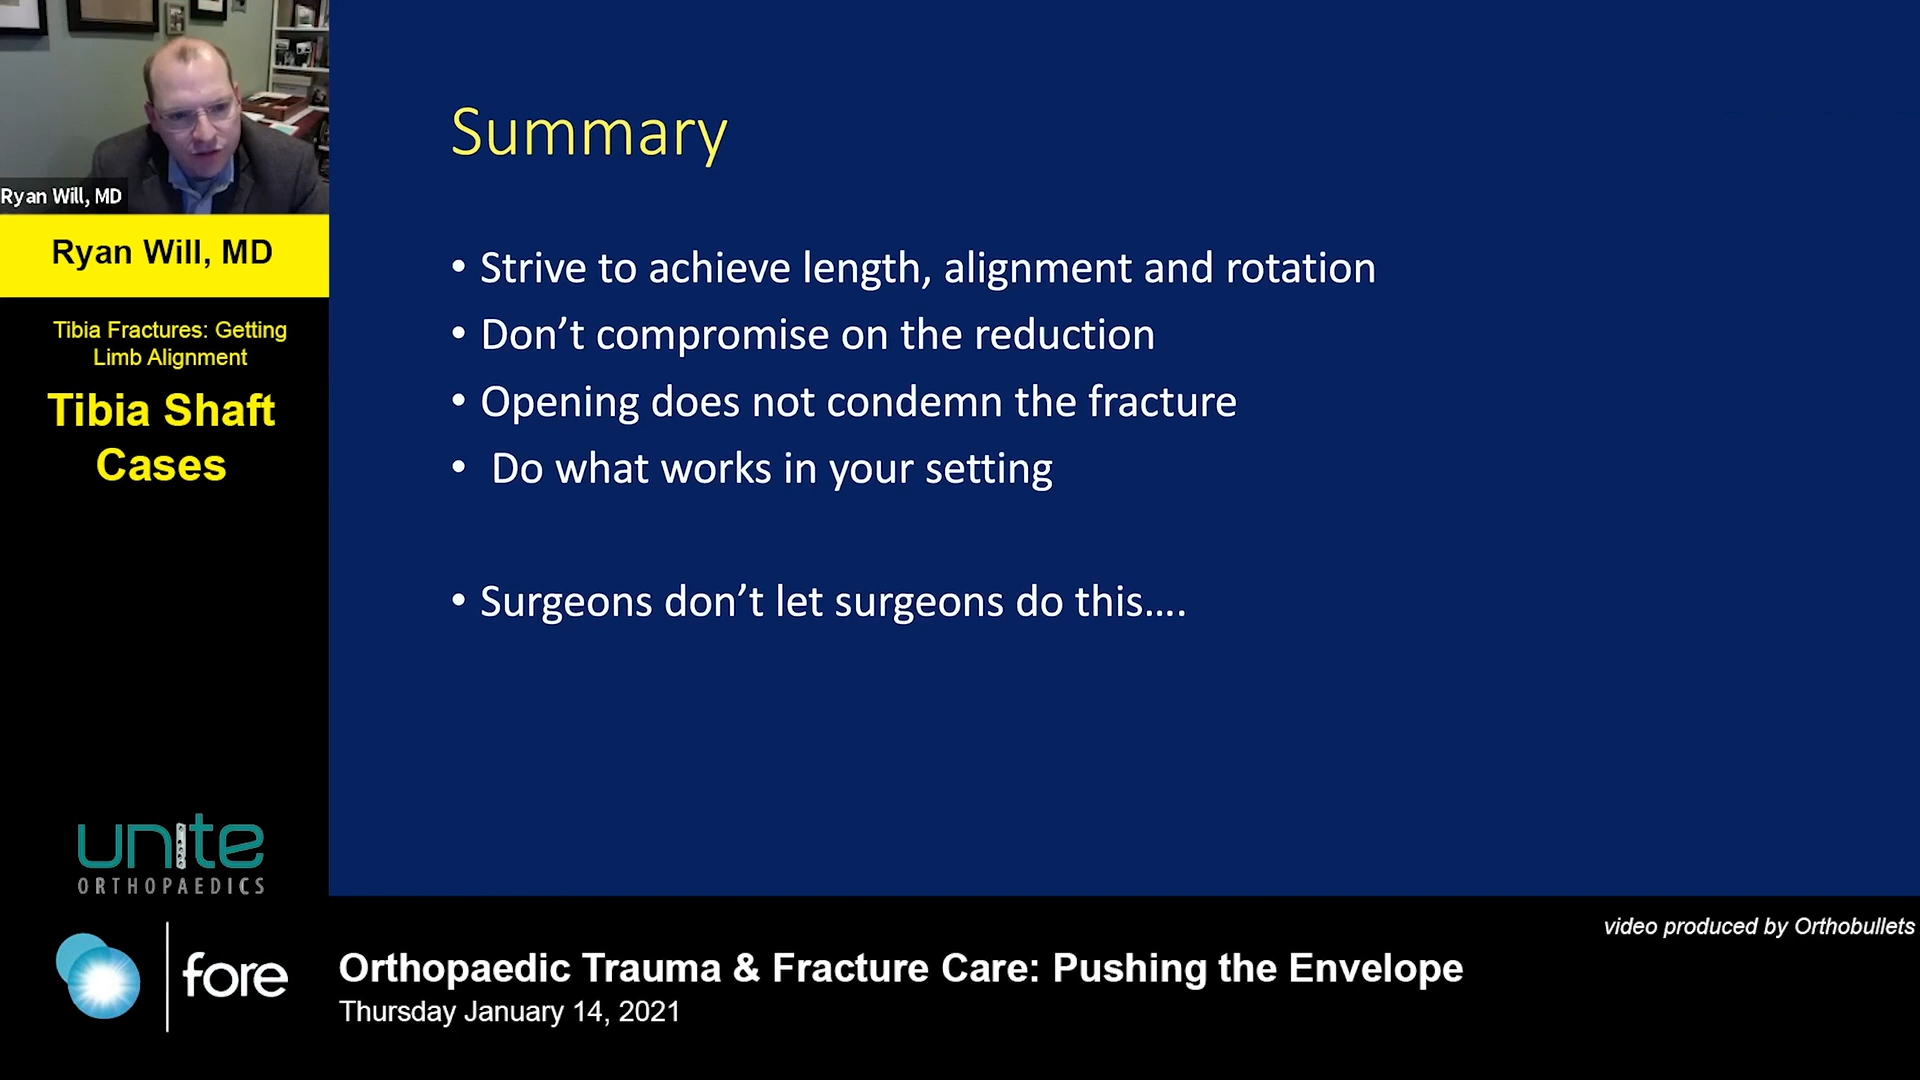 Ryan Will, MD
Ryan Will, MD
Tibia Fractures: Getting
Limb Alignment
Tibia Shaft
Cases
Summary
• Strive to achieve length, alignment and rotation
• Don’t compromise on the reduction
• Opening does not condemn the fracture
• Do what works in your setting
• Surgeons don’t let surgeons do this....
unite
ORTHOPAEDICS
fore
video produced by Orthobullets
Orthopaedic Trauma & Fracture Care: Pushing the Envelope
Thursday January 14, 2021